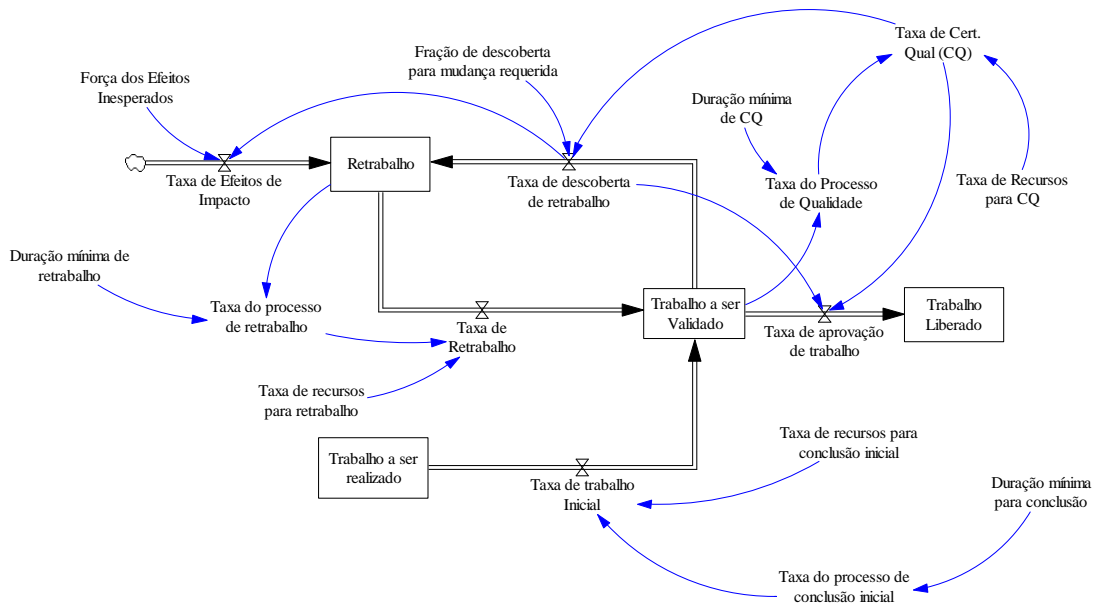 Taxa de Cert.
Qual (CQ)
Fração de descoberta
para mudança requerida
Força dos Efeitos
Inesperados
Duração mínima
de CQ
Retrabalho
Taxa de Efeitos de
Impacto
Taxa de descoberta
de retrabalho
Taxa do Processo
de Qualidade
Taxa de Recursos
para CQ
Duração mínima de
retrabalho
Taxa do processo
de retrabalho
Taxa de
Retrabalho
Trabalho a ser
Validado
Taxa de aprovação
de trabalho
Trabalho
Liberado
Taxa de recursos
para retrabalho
Trabalho a ser
realizado
Taxa de trabalho
Inicial
Taxa de recursos para
conclusão inicial
Duração mínima
para conclusão
Taxa do processo de
conclusão inicial